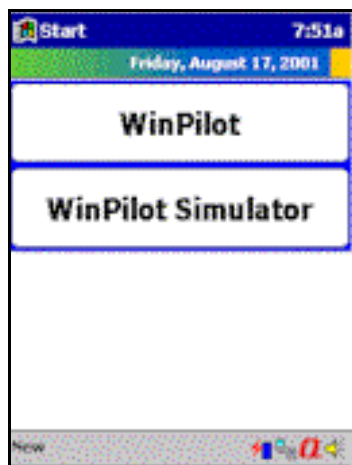 Start 7:51a
Friday, August 17, 2001
WinPilot
WinPilot Simulator
New